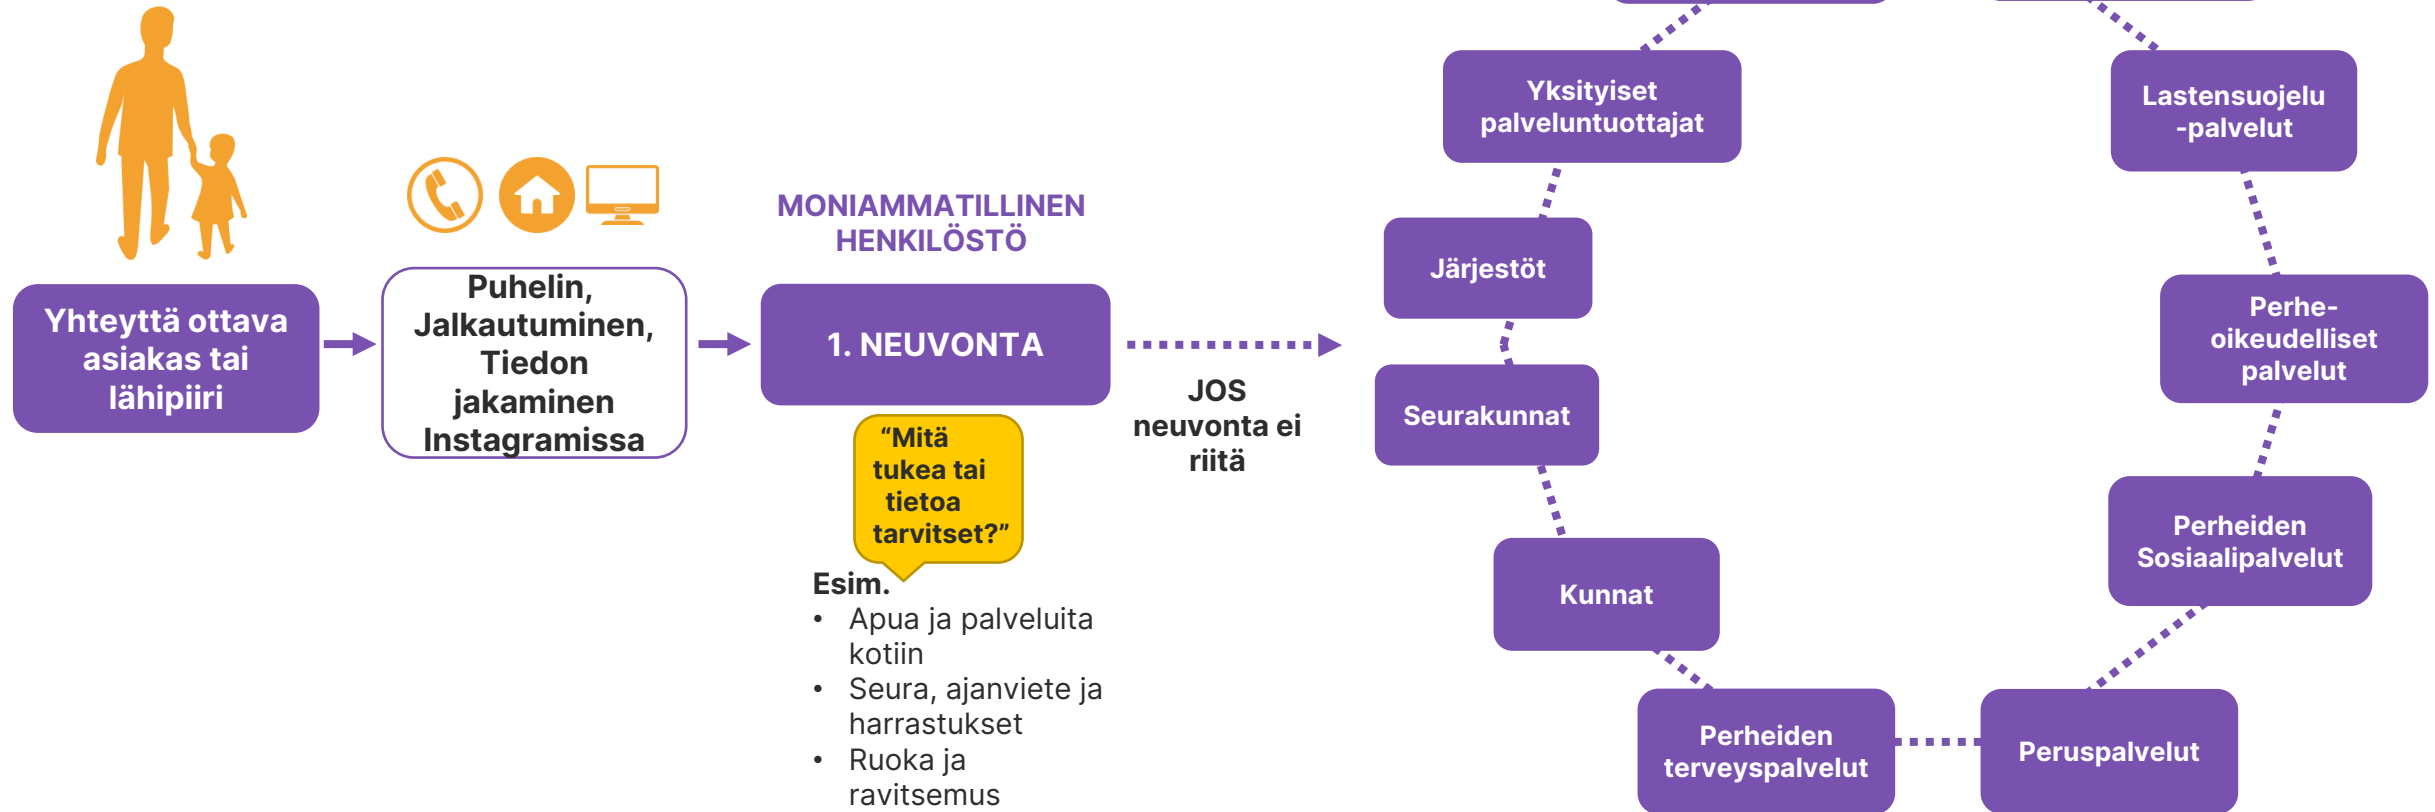 Yhteyttä ottava
asiakas tai
lähipiiri
Puhelin,
Jalkautuminen,
Tiedon
jakaminen
Instagramissa
MONIAMMATILLINEN
HENKILÖSTÖ
1. NEUVONTA
“Mitä
tukea tai
tietoa
tarvitset?”
Esim.
• Apua ja palveluita
kotiin
• Seura, ajanviete ja
harrastukset
• Ruoka ja
ravitsemus
JOS
neuvonta ei
riitä
Yksityiset
palveluntuottajat
Järjestöt
Seurakunnat
Kunnat
Perheiden
terveyspalvelut
Peruspalvelut
Perheiden
Sosiaalipalvelut
Perhe-
oikeudelliset
palvelut
Lastensuojelu
-palvelut